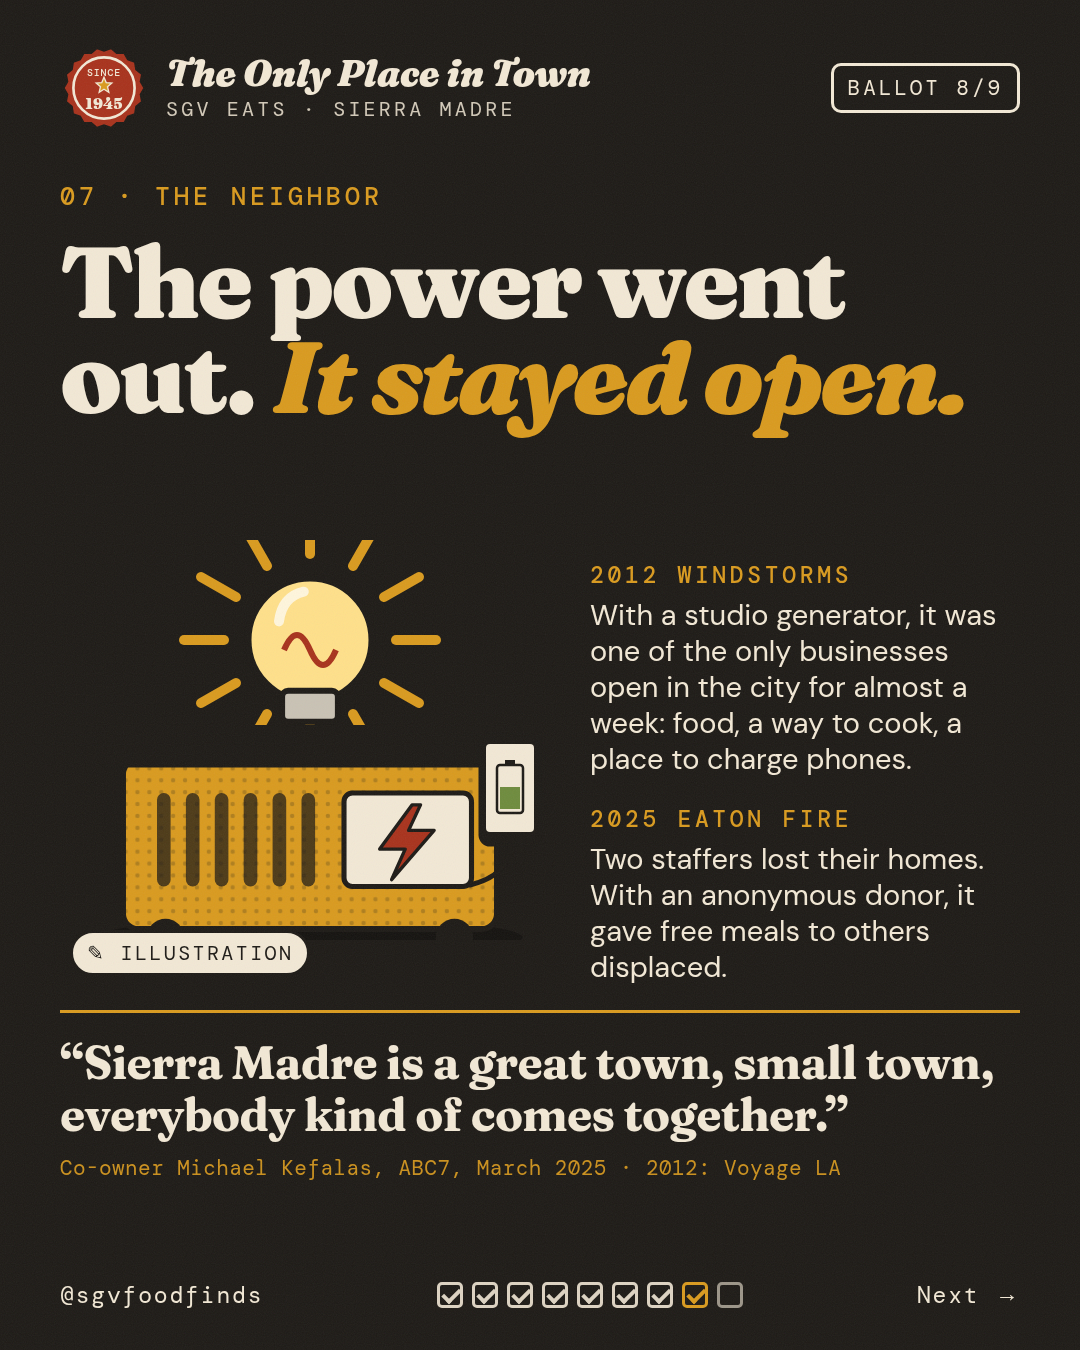 SINCE
1945
The Only Place in Town
SGV EATS · SIERRA MADRE
BALLOT 8/9
07 · THE NEIGHBOR
The power went
out. It stayed open.
2012 WINDSTORMS
With a studio generator, it was
one of the only businesses
open in the city for almost a
week: food, a way to cook, a
place to charge phones.
2025 EATON FIRE
Two staffers lost their homes.
With an anonymous donor, it
gave free meals to others
displaced.
✎ ILLUSTRATION
“Sierra Madre is a great town, small town,
everybody kind of comes together.”
Co-owner Michael Kefalas, ABC7, March 2025 · 2012: Voyage LA
@sgvfoodfinds
Next →